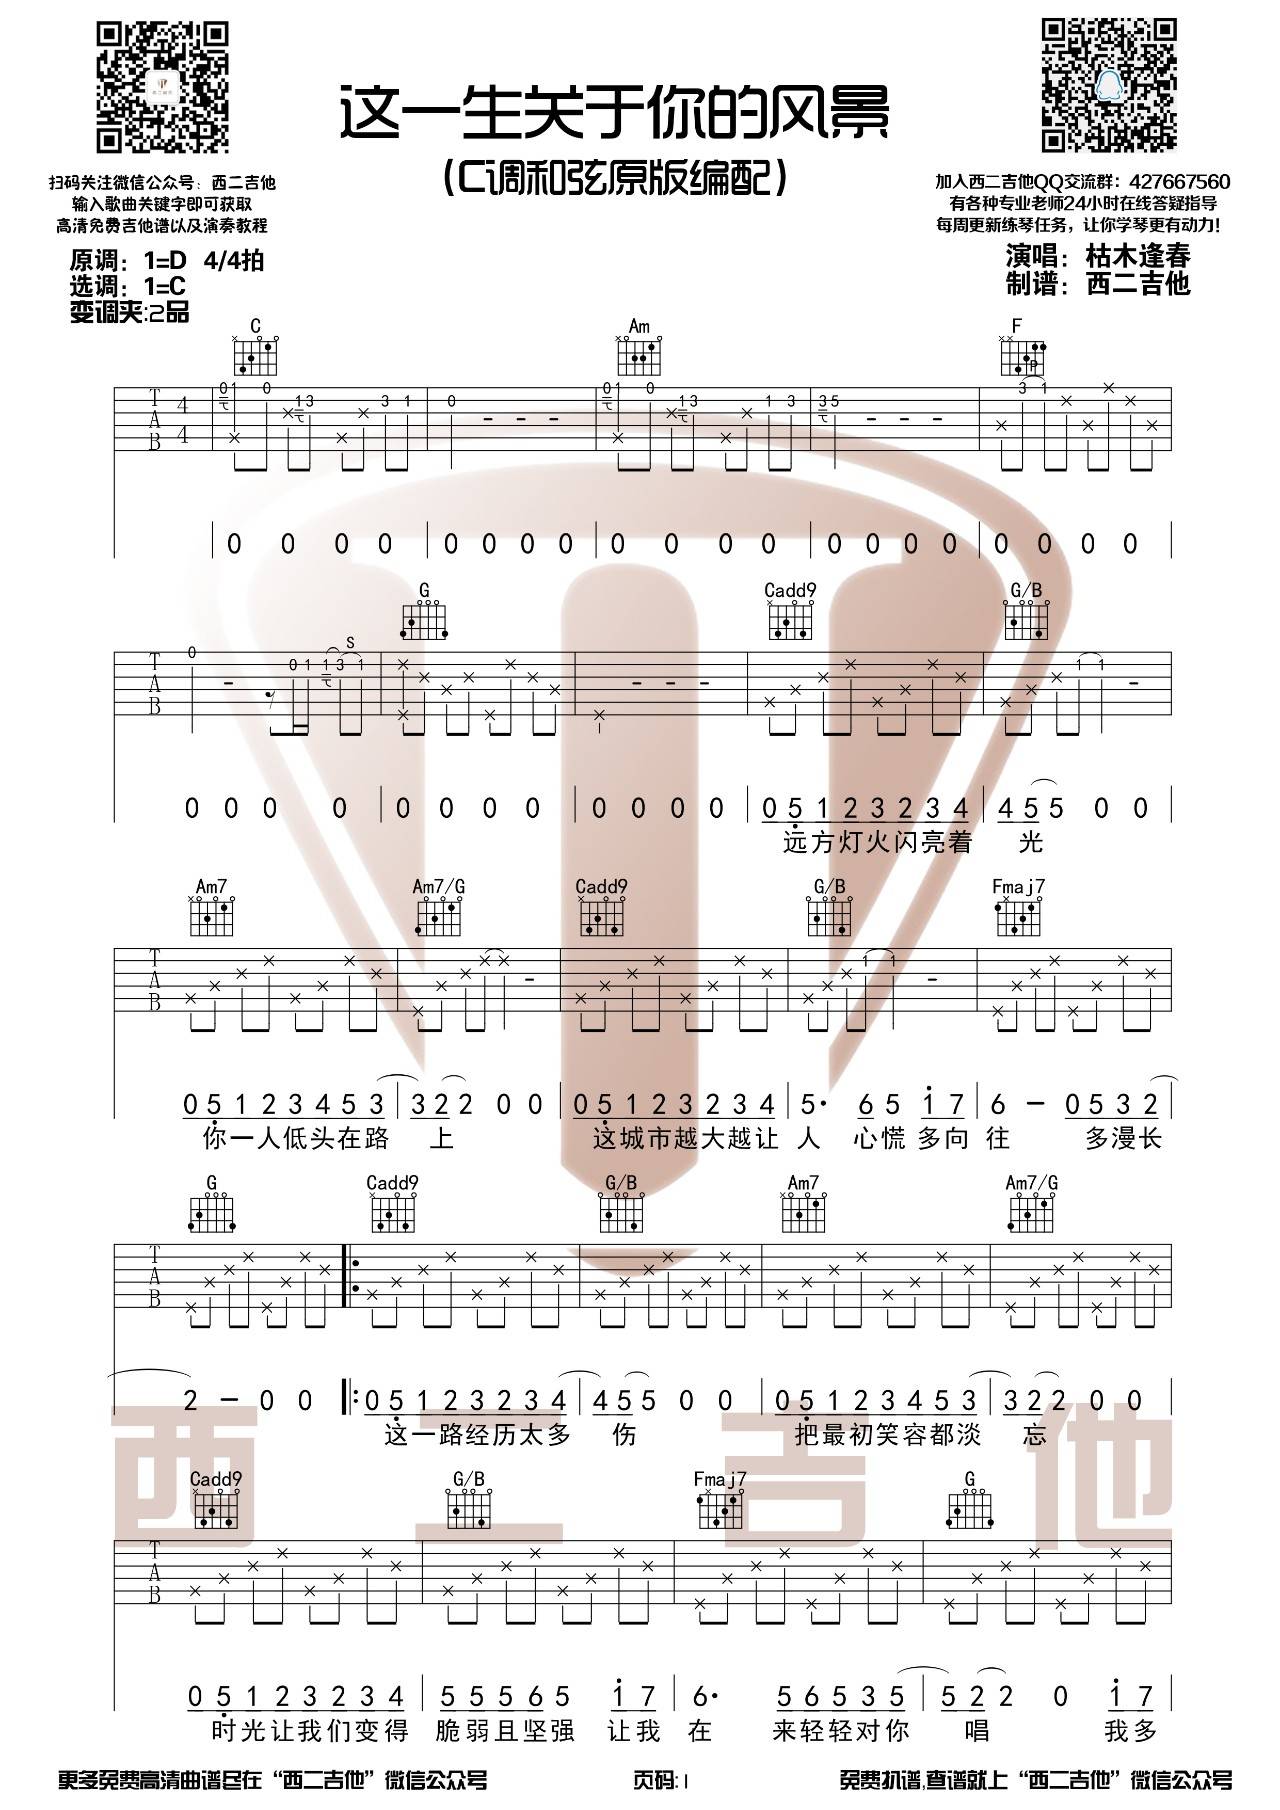 这一生关于你的风景
(C调和弦原版编配)
扫码关注微信公众号：西二吉他
输入歌曲关键字即可获取
高清免费吉他谱以及演奏教程
加入西二吉他QQ交流群：427667560
有各种专业老师24小时在线答疑指导
每周更新练琴任务，让你学琴更有动力！
原调：1=D 4/4拍
选调：1=C
变调夹:2品
演唱：枯木逢春
制谱：西二吉他
C Am F
T A B 4 4
0 0 0 0 0 0 0 0 0 0 0 0 0 0 0 0 0 0 0 0
G Cadd9 G/B
S
T A B
0 0 0 0 0 0 0 0 0 0 0 0 0 5 1 2 3 2 3 4 4 5 5 0 0
远方灯火闪亮着 光
Am7 Am7/G Cadd9 G/B Fmaj7
T A B
0 5 1 2 3 4 5 3 3 2 2 0 0 0 5 1 2 3 2 3 4 5· 6 5 1 7 6 - 0 5 3 2
你一人低头在路 上 这城市越大越让 人 心慌 多向 往 多漫长
G Cadd9 G/B Am7 Am7/G
T A B
2 - 0 0 0 5 1 2 3 2 3 4 4 5 5 0 0 0 5 1 2 3 4 5 3 3 2 2 0 0
这一路经历太多 伤 把最初笑容都淡 忘
西二吉他
Cadd9 G/B Fmaj7 G
T A B
0 5 1 2 3 2 3 4 5 5 5 6 5 1 7 6· 5 6 5 3 5 5 2 2 0 1 7
时光让我们变得 脆弱且坚强 让我 在 来轻轻对你 唱 我多
更多免费高清曲谱尽在“西二吉他”微信公众号
页码:1
免费扒谱,查谱就上“西二吉他”微信公众号